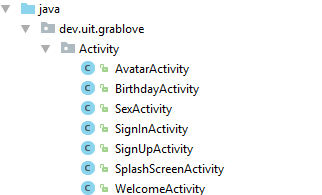 java
dev.uit.grablove
Activity
C AvatarActivity
C BirthdayActivity
C SexActivity
C SignInActivity
C SignUpActivity
C SplashScreenActivity
C WelcomeActivity